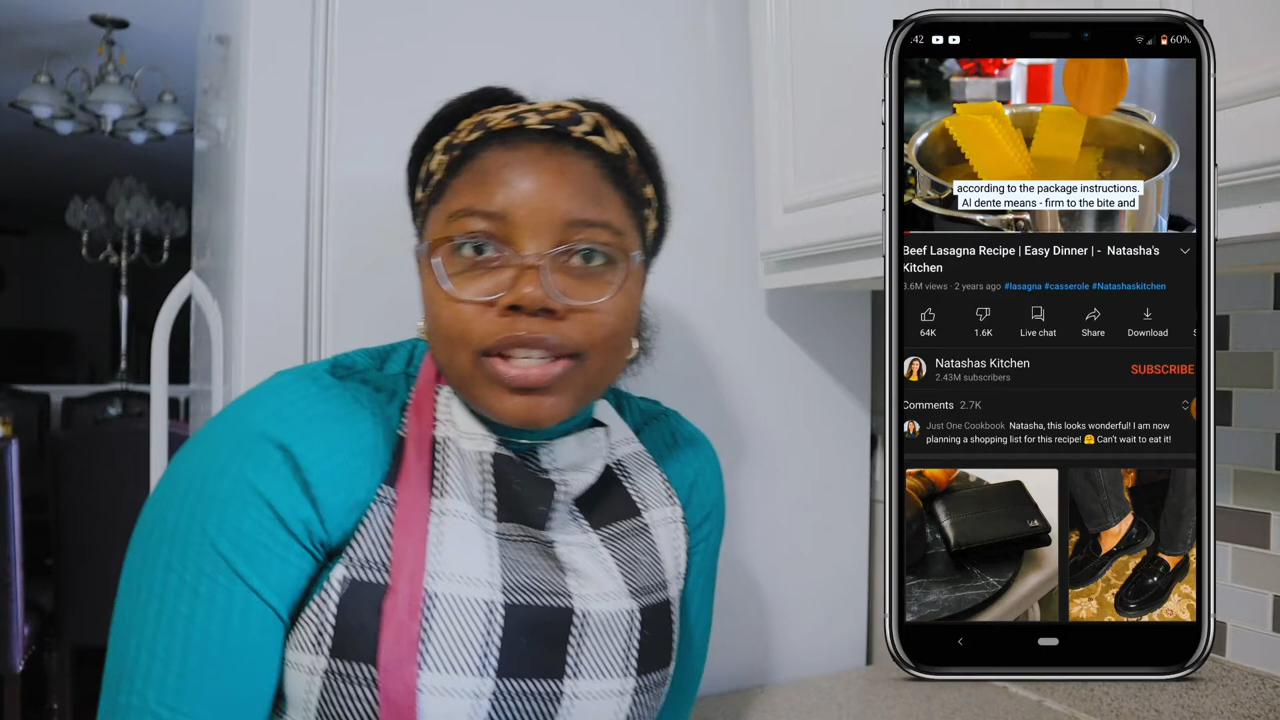 .42
60%
according to the package instructions.
Al dente means - firm to the bite and
Beef Lasagna Recipe | Easy Dinner | - Natasha's
Kitchen
3.6M views · 2 years ago #lasagna #casserole #Natashaskitchen
64K
1.6K
Live chat
Share
Download
Natashas Kitchen
SUBSCRIBE
2.43M subscribers
Comments 2.7K
Just One Cookbook Natasha, this looks wonderful! I am now
planning a shopping list for this recipe! 🤗 Can't wait to eat it!